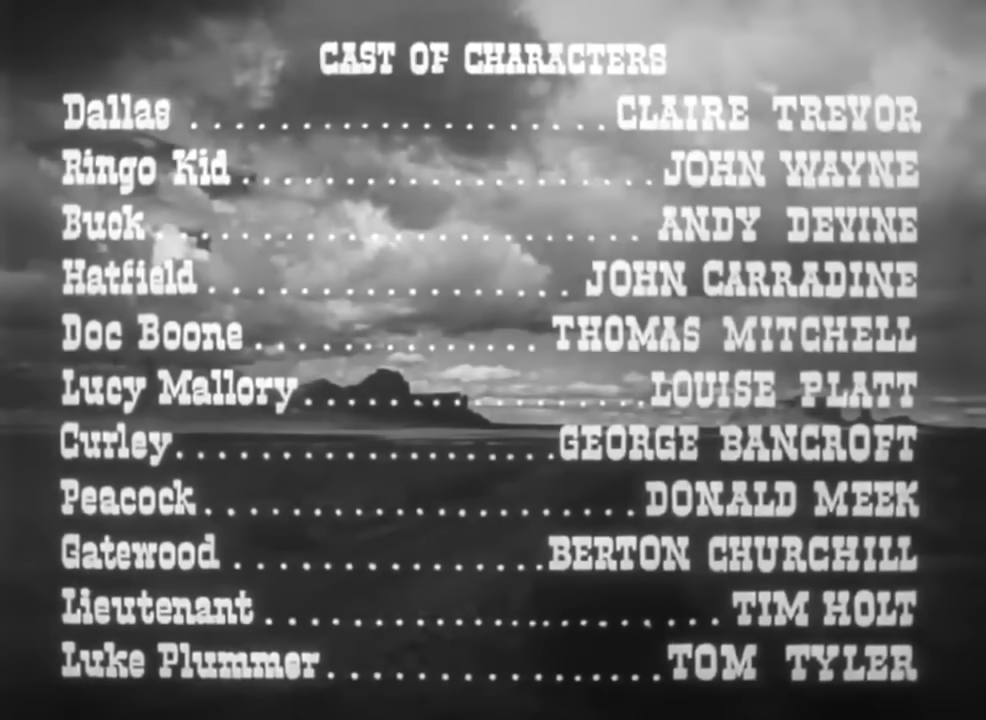 CAST OF CHARACTERS
Dallas . . . . . . . . . . . . . . . . . . . CLAIRE TREVOR
Ringo Kid . . . . . . . . . . . . . . . . . . . JOHN WAYNE
Buck . . . . . . . . . . . . . . . . . . . . . ANDY DEVINE
Hatfield . . . . . . . . . . . . . . . . . JOHN CARRADINE
Doc Boone . . . . . . . . . . . . . . THOMAS MITCHELL
Lucy Mallory . . . . . . . . . . . . . . . . LOUISE PLATT
Curley . . . . . . . . . . . . . . . . . . GEORGE BANCROFT
Peacock . . . . . . . . . . . . . . . . . . . . DONALD MEEK
Gatewood . . . . . . . . . . . . . . . BERTON CHURCHILL
Lieutenant . . . . . . . . . . . . . . . . . . . . . TIM HOLT
Luke Plummer . . . . . . . . . . . . . . . . TOM TYLER